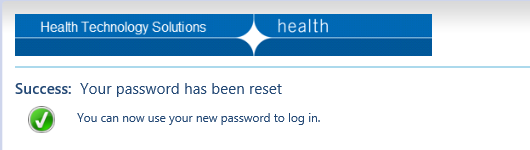 Health Technology Solutions health
Success: Your password has been reset
You can now use your new password to log in.